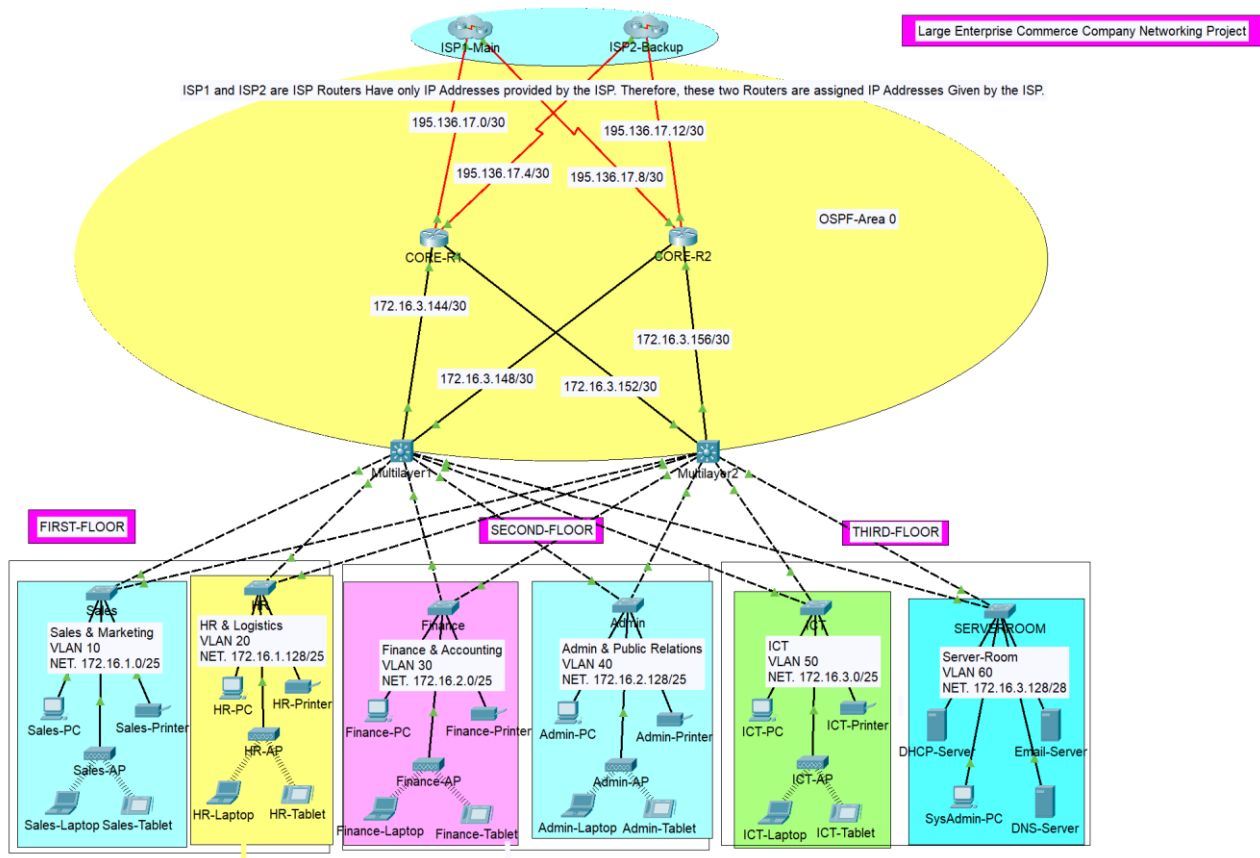 ISP1-Main
ISP2-Backup
Large Enterprise Commerce Company Networking Project
ISP1 and ISP2 are ISP Routers Have only IP Addresses provided by the ISP. Therefore, these two Routers are assigned IP Addresses Given by the ISP.
195.136.17.0/30
195.136.17.12/30
195.136.17.4/30
195.136.17.8/30
OSPF-Area 0
CORE-R1
CORE-R2
172.16.3.144/30
172.16.3.156/30
172.16.3.148/30
172.16.3.152/30
Multilayer1
Multilayer2
FIRST-FLOOR
SECOND-FLOOR
THIRD-FLOOR
Sales
Sales & Marketing
VLAN 10
NET. 172.16.1.0/25
Sales-PC
Sales-Printer
Sales-AP
Sales-Laptop
Sales-Tablet
HR
HR & Logistics
VLAN 20
NET. 172.16.1.128/25
HR-PC
HR-Printer
HR-AP
HR-Laptop
HR-Tablet
Finance
Finance & Accounting
VLAN 30
NET. 172.16.2.0/25
Finance-PC
Finance-Printer
Finance-AP
Finance-Laptop
Finance-Tablet
Admin
Admin & Public Relations
VLAN 40
NET. 172.16.2.128/25
Admin-PC
Admin-Printer
Admin-AP
Admin-Laptop
Admin-Tablet
ICT
ICT
VLAN 50
NET. 172.16.3.0/25
ICT-PC
ICT-Printer
ICT-AP
ICT-Laptop
ICT-Tablet
SERVERROOM
Server-Room
VLAN 60
NET. 172.16.3.128/28
DHCP-Server
Email-Server
SysAdmin-PC
DNS-Server